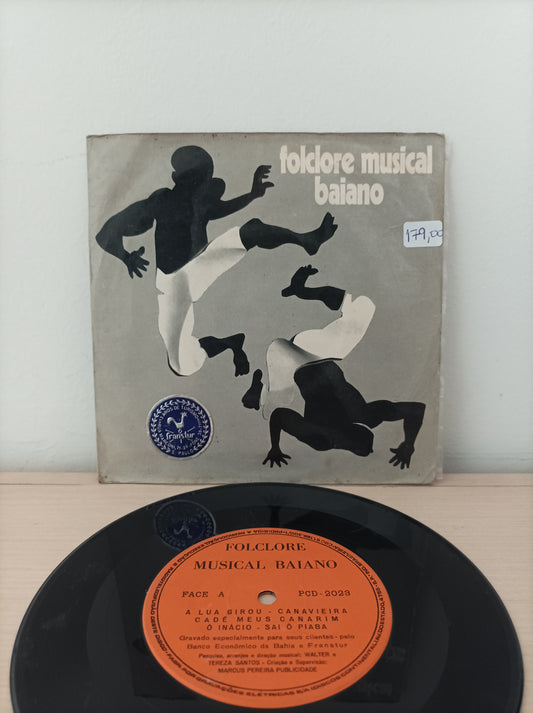 folclore musical
baiano
179,00
franstur
S. PAULO
FOLCLORE
MUSICAL BAIANO
FACE A
PCD-2023
A LUA GIROU - CANAVIEIRA
CADÊ MEUS CANARIM
Ô INÁCIO - SAI Ô PIABA
Gravado especialmente para seus clientes - pelo
Banco Econômico da Bahia e Franstur
Pesquisa, arranjos e direção musical: WALTER e
TEREZA SANTOS - Criação e Supervisão:
MARCUS PEREIRA PUBLICIDADE